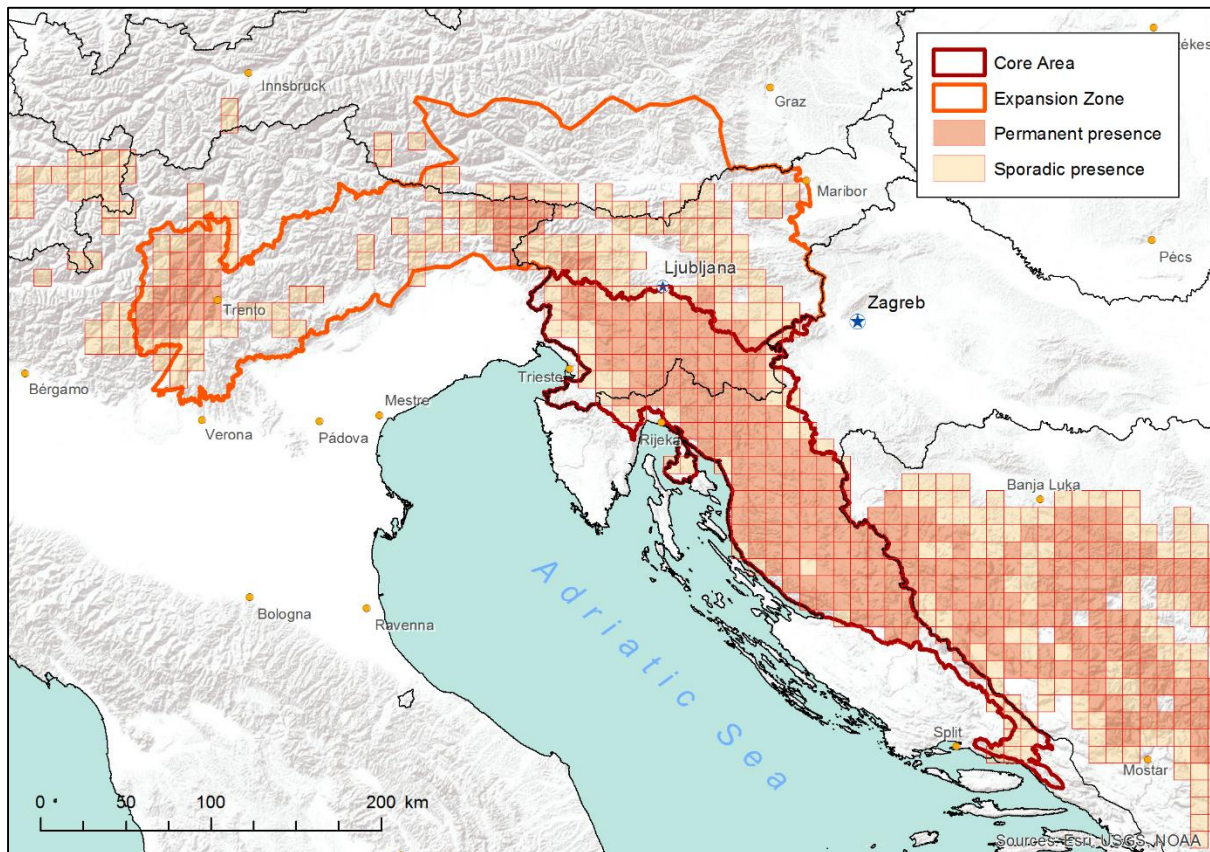 Core Area
Expansion Zone
Permanent presence
Sporadic presence
Innsbruck
Graz
Maribor
Pécs
Ljubljana
Zagreb
Trento
Trieste
Bérgamo
Verona
Pádova
Mestre
Rijeka
Banja Luka
Bologna
Ravenna
Adriatic Sea
Split
Mostar
0 50 100 200 km
Sources: Esri, USGS, NOAA